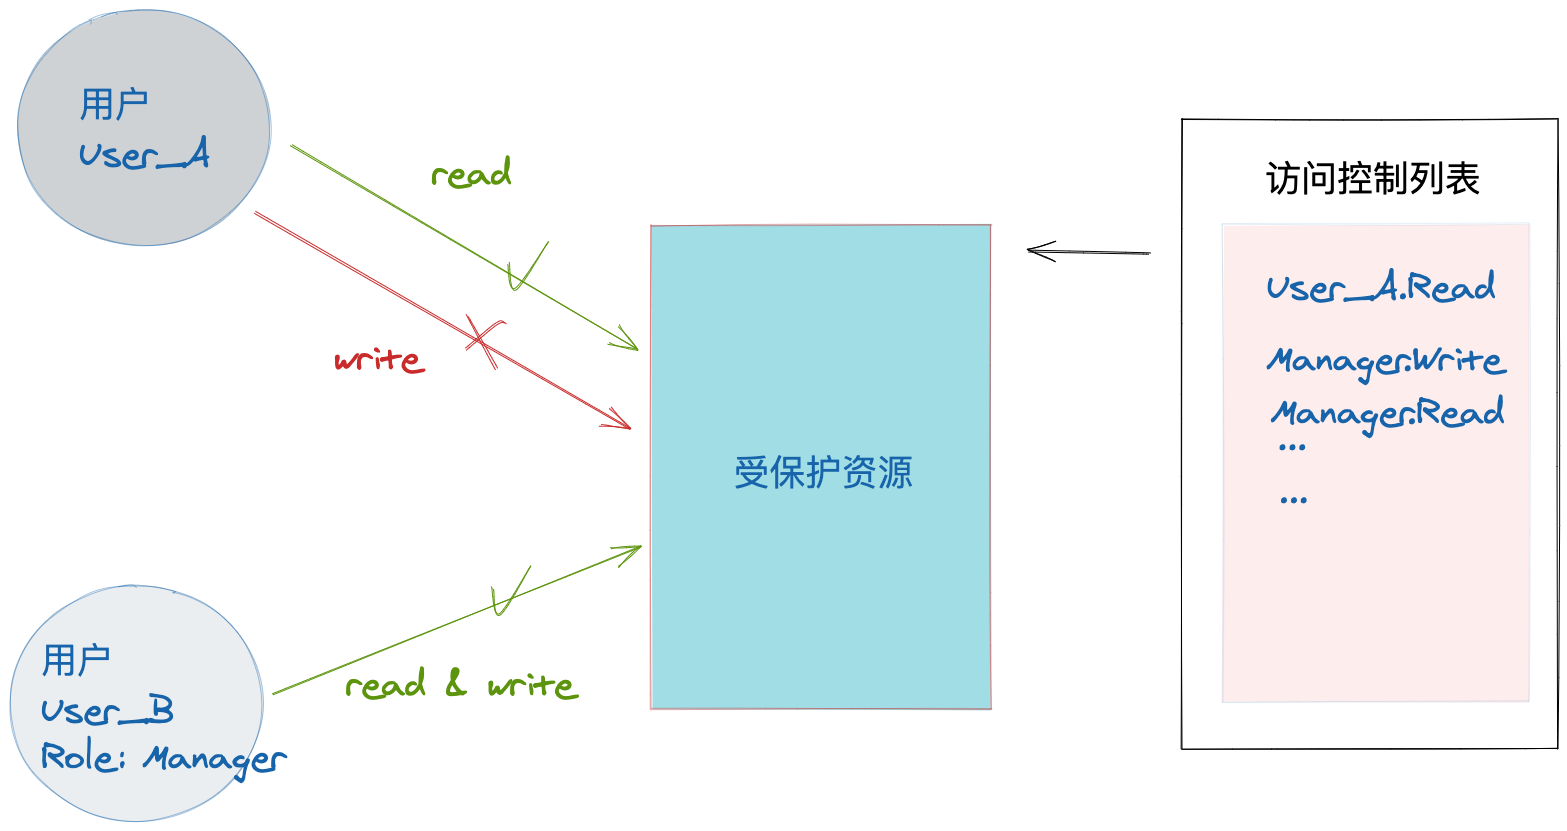 用户
User_A
read
write
受保护资源
用户
User_B
Role: Manager
read & write
访问控制列表
User_A.Read
Manager.Write
Manager.Read
...
...